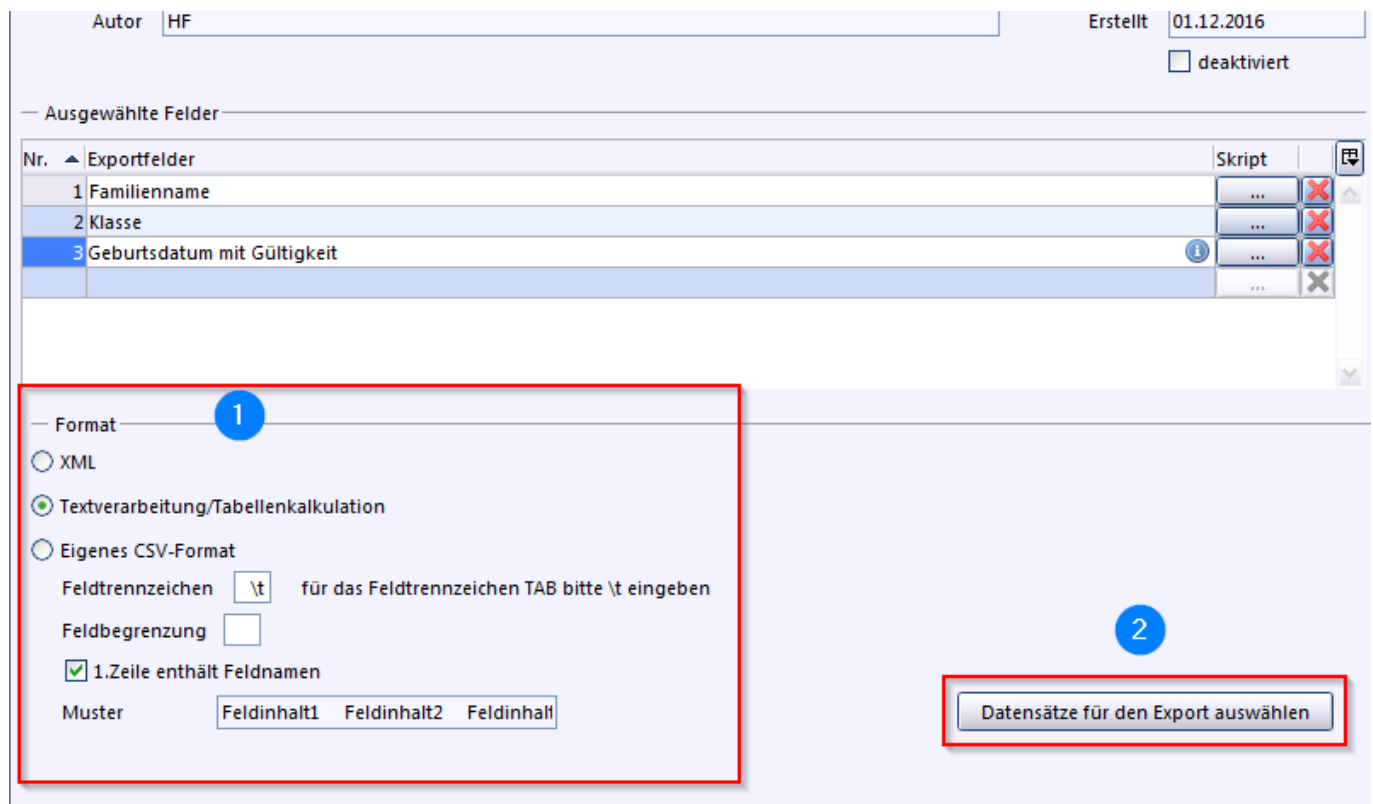 Autor HF Erstellt 01.12.2016
deaktiviert
Ausgewählte Felder
Nr. Exportfelder Skript
1 Familienname ...
2 Klasse ...
3 Geburtsdatum mit Gültigkeit i ...
...
1
Format
XML
Textverarbeitung/Tabellenkalkulation
Eigenes CSV-Format
Feldtrennzeichen \t für das Feldtrennzeichen TAB bitte \t eingeben
Feldbegrenzung
2
1.Zeile enthält Feldnamen
Muster Feldinhalt1 Feldinhalt2 Feldinhalt
Datensätze für den Export auswählen